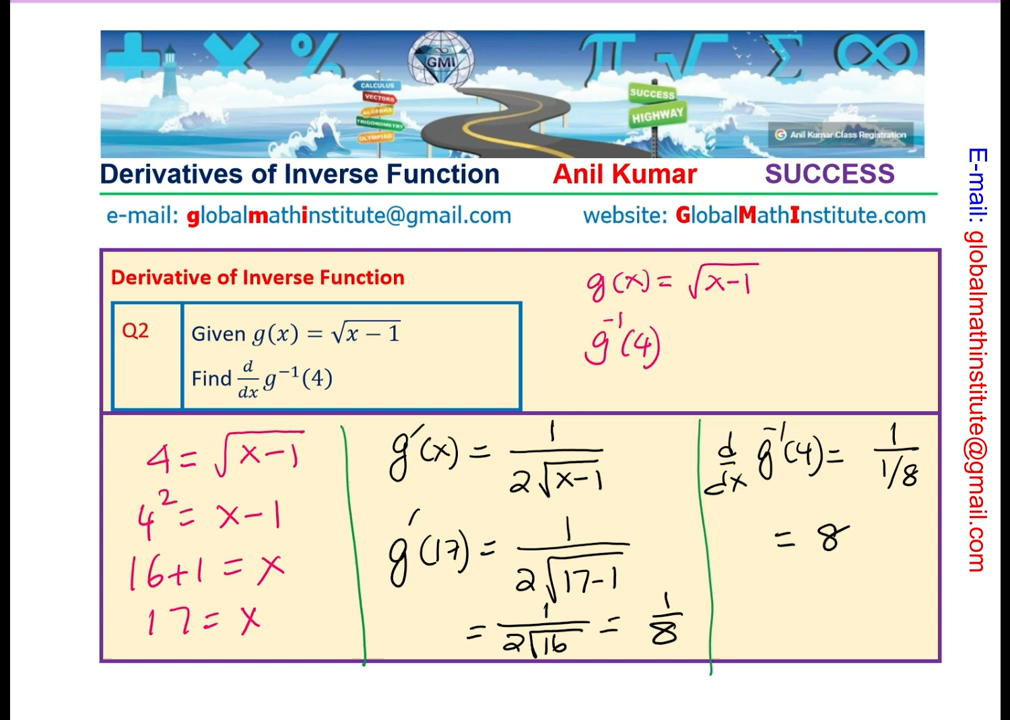 GMI
CALCULUS
VECTORS
TRIGONOMETRY
OLYMPIAD
SUCCESS
HIGHWAY
G Anil Kumar Class Registration
Derivatives of Inverse Function Anil Kumar SUCCESS
e-mail: globalmathinstitute@gmail.com website: GlobalMathInstitute.com
E-mail: globalmathinstitute@gmail.com
Derivative of Inverse Function
Q2
Given g(x) = √(x − 1)
Find d/dx g⁻¹(4)
g(x) = √(x-1)
g⁻¹(4)
4 = √(x-1)
4² = x-1
16+1 = x
17 = x
g'(x) = 1/(2√(x-1))
g'(17) = 1/(2√(17-1))
= 1/(2√16) = 1/8
d/dx g⁻¹(4) = 1/(1/8)
= 8